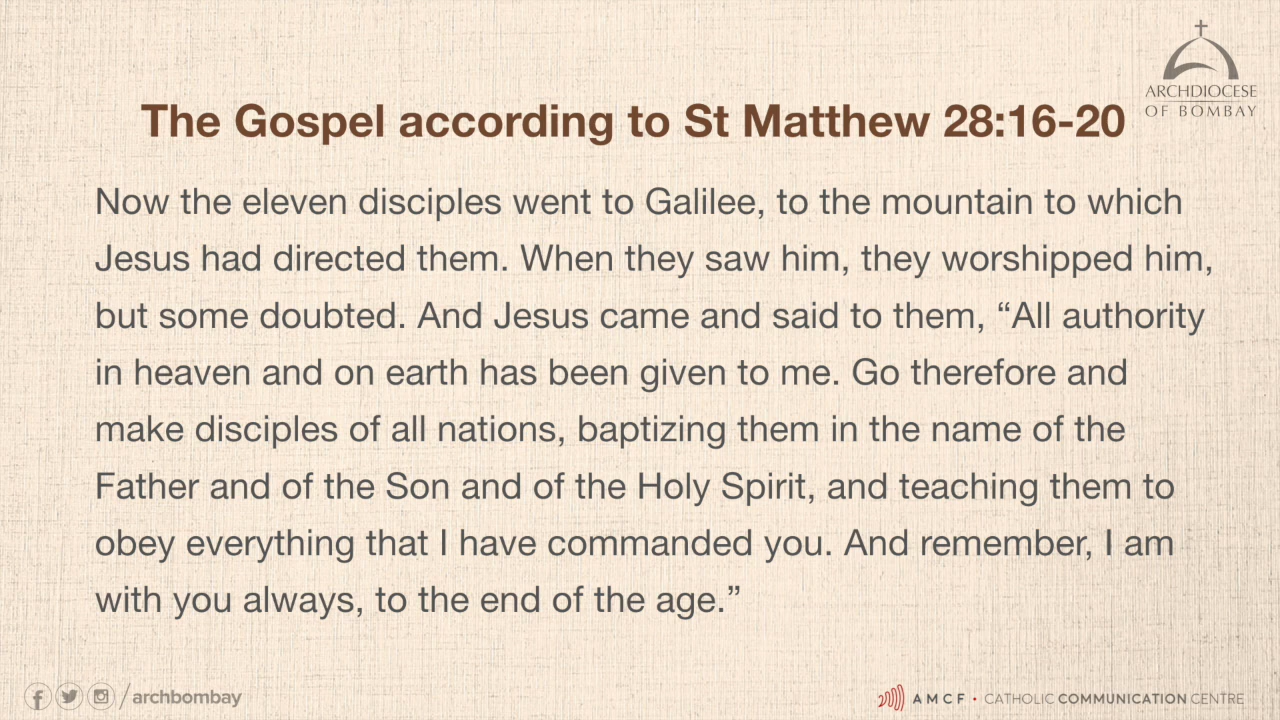 ARCHDIOCESE
OF BOMBAY
The Gospel according to St Matthew 28:16-20
Now the eleven disciples went to Galilee, to the mountain to which
Jesus had directed them. When they saw him, they worshipped him,
but some doubted. And Jesus came and said to them, “All authority
in heaven and on earth has been given to me. Go therefore and
make disciples of all nations, baptizing them in the name of the
Father and of the Son and of the Holy Spirit, and teaching them to
obey everything that I have commanded you. And remember, I am
with you always, to the end of the age.”
/archbombay
AMCF · CATHOLIC COMMUNICATION CENTRE